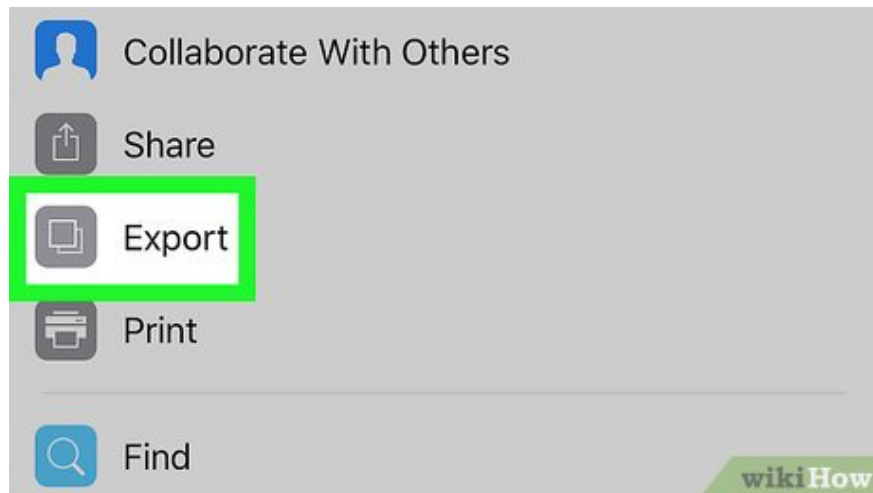 Collaborate With Others
Share
Export
Print
Find
wikiHow